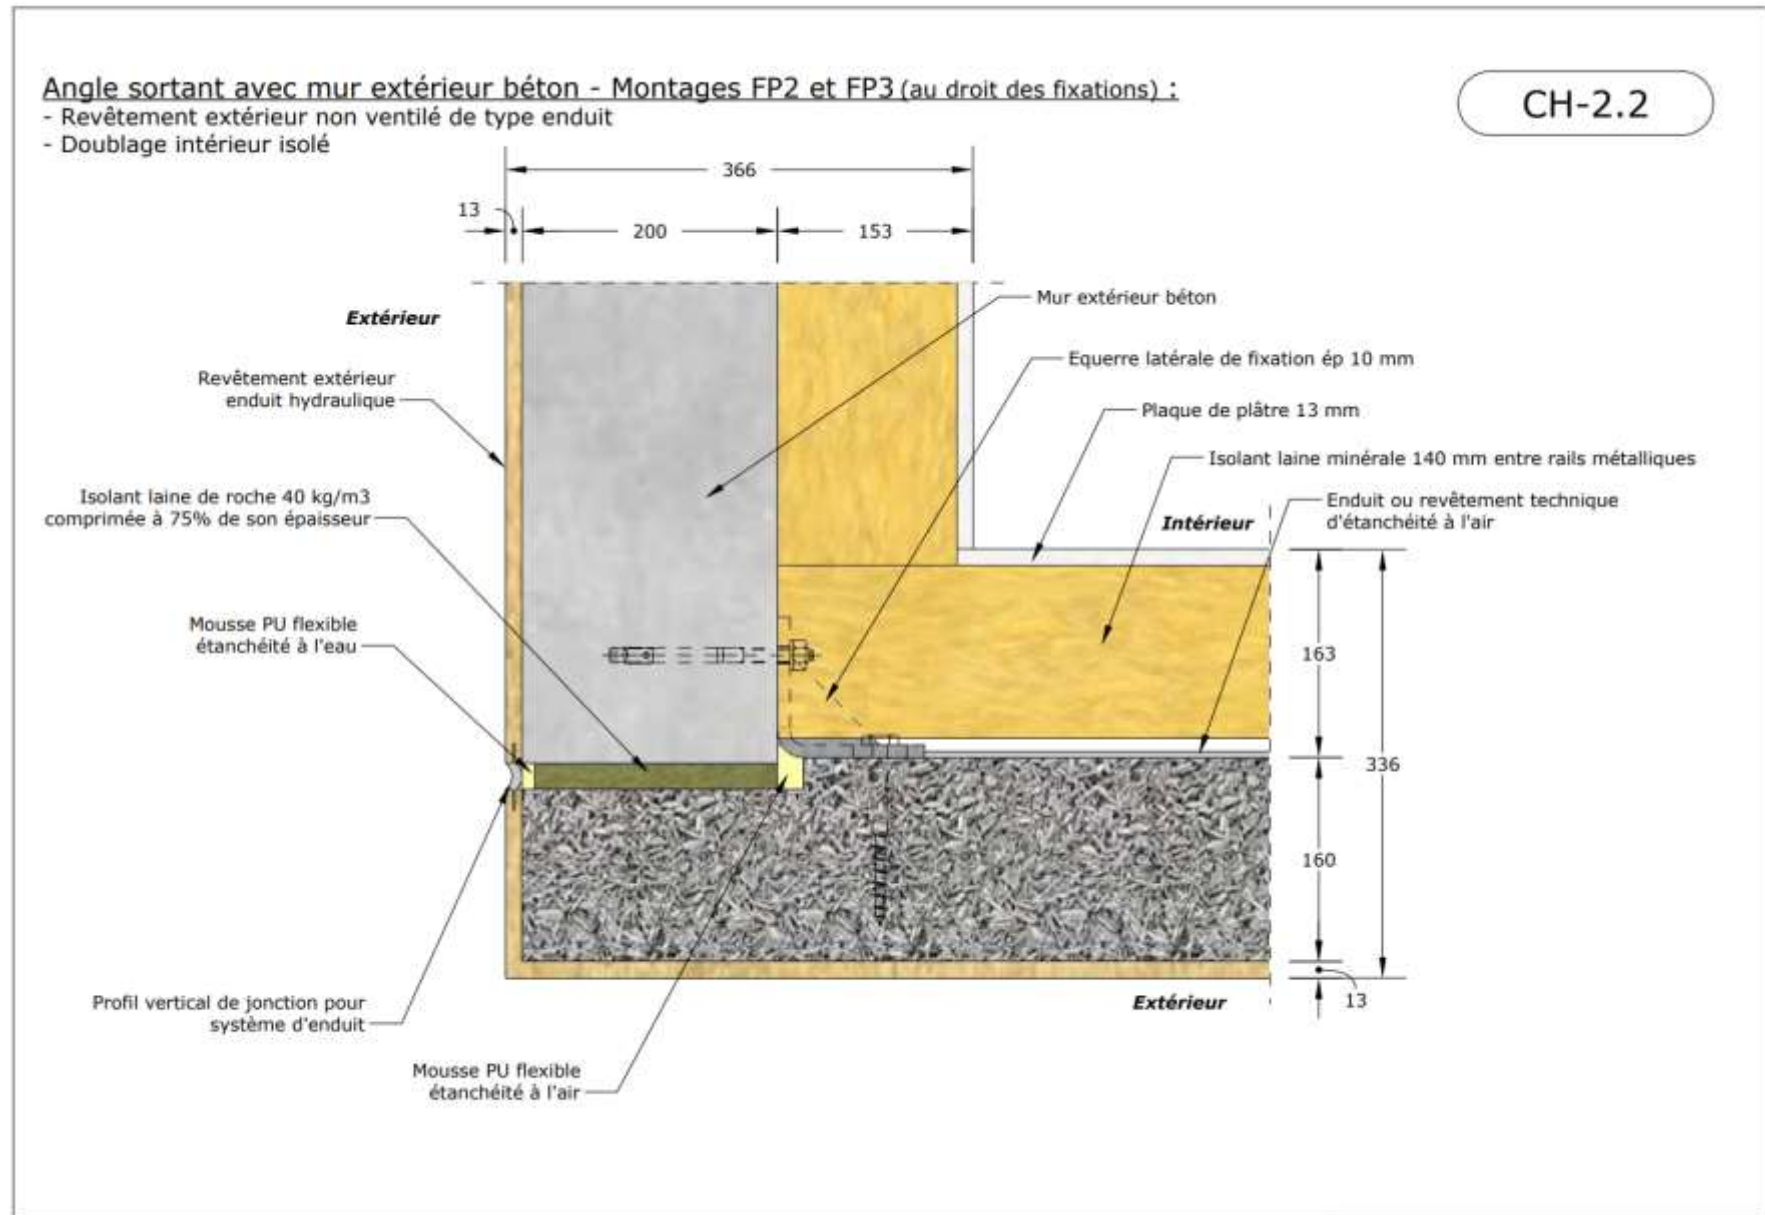 Angle sortant avec mur extérieur béton - Montages FP2 et FP3 (au droit des fixations) :
- Revêtement extérieur non ventilé de type enduit
- Doublage intérieur isolé
CH-2.2
366
13
200
153
Extérieur
Mur extérieur béton
Equerre latérale de fixation ép 10 mm
Revêtement extérieur
enduit hydraulique
Plaque de plâtre 13 mm
Isolant laine minérale 140 mm entre rails métalliques
Isolant laine de roche 40 kg/m3
comprimée à 75% de son épaisseur
Enduit ou revêtement technique
d'étanchéité à l'air
Intérieur
Mousse PU flexible
étanchéité à l'eau
163
336
160
13
Profil vertical de jonction pour
système d'enduit
Extérieur
Mousse PU flexible
étanchéité à l'air